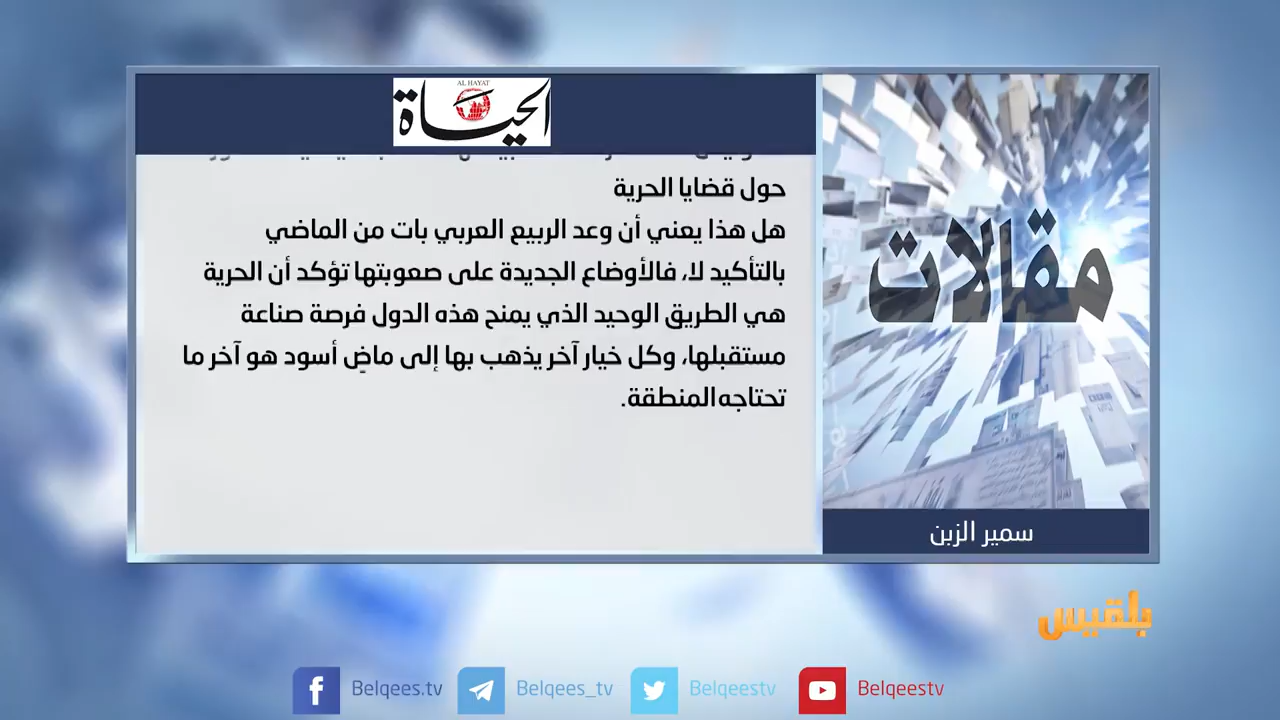 AL HAYAT
الحياة
حول قضايا الحرية
هل هذا يعني أن وعد الربيع العربي بات من الماضي
بالتأكيد لا، فالأوضاع الجديدة على صعوبتها تؤكد أن الحرية
هي الطريق الوحيد الذي يمنح هذه الدول فرصة صناعة
مستقبلها، وكل خيار آخر يذهب بها إلى ماضٍ أسود هو آخر ما
تحتاجه المنطقة.
مقالات
سمير الزبن
بلقيس
Belqees.tv
Belqees_tv
Belqeestv
Belqeestv